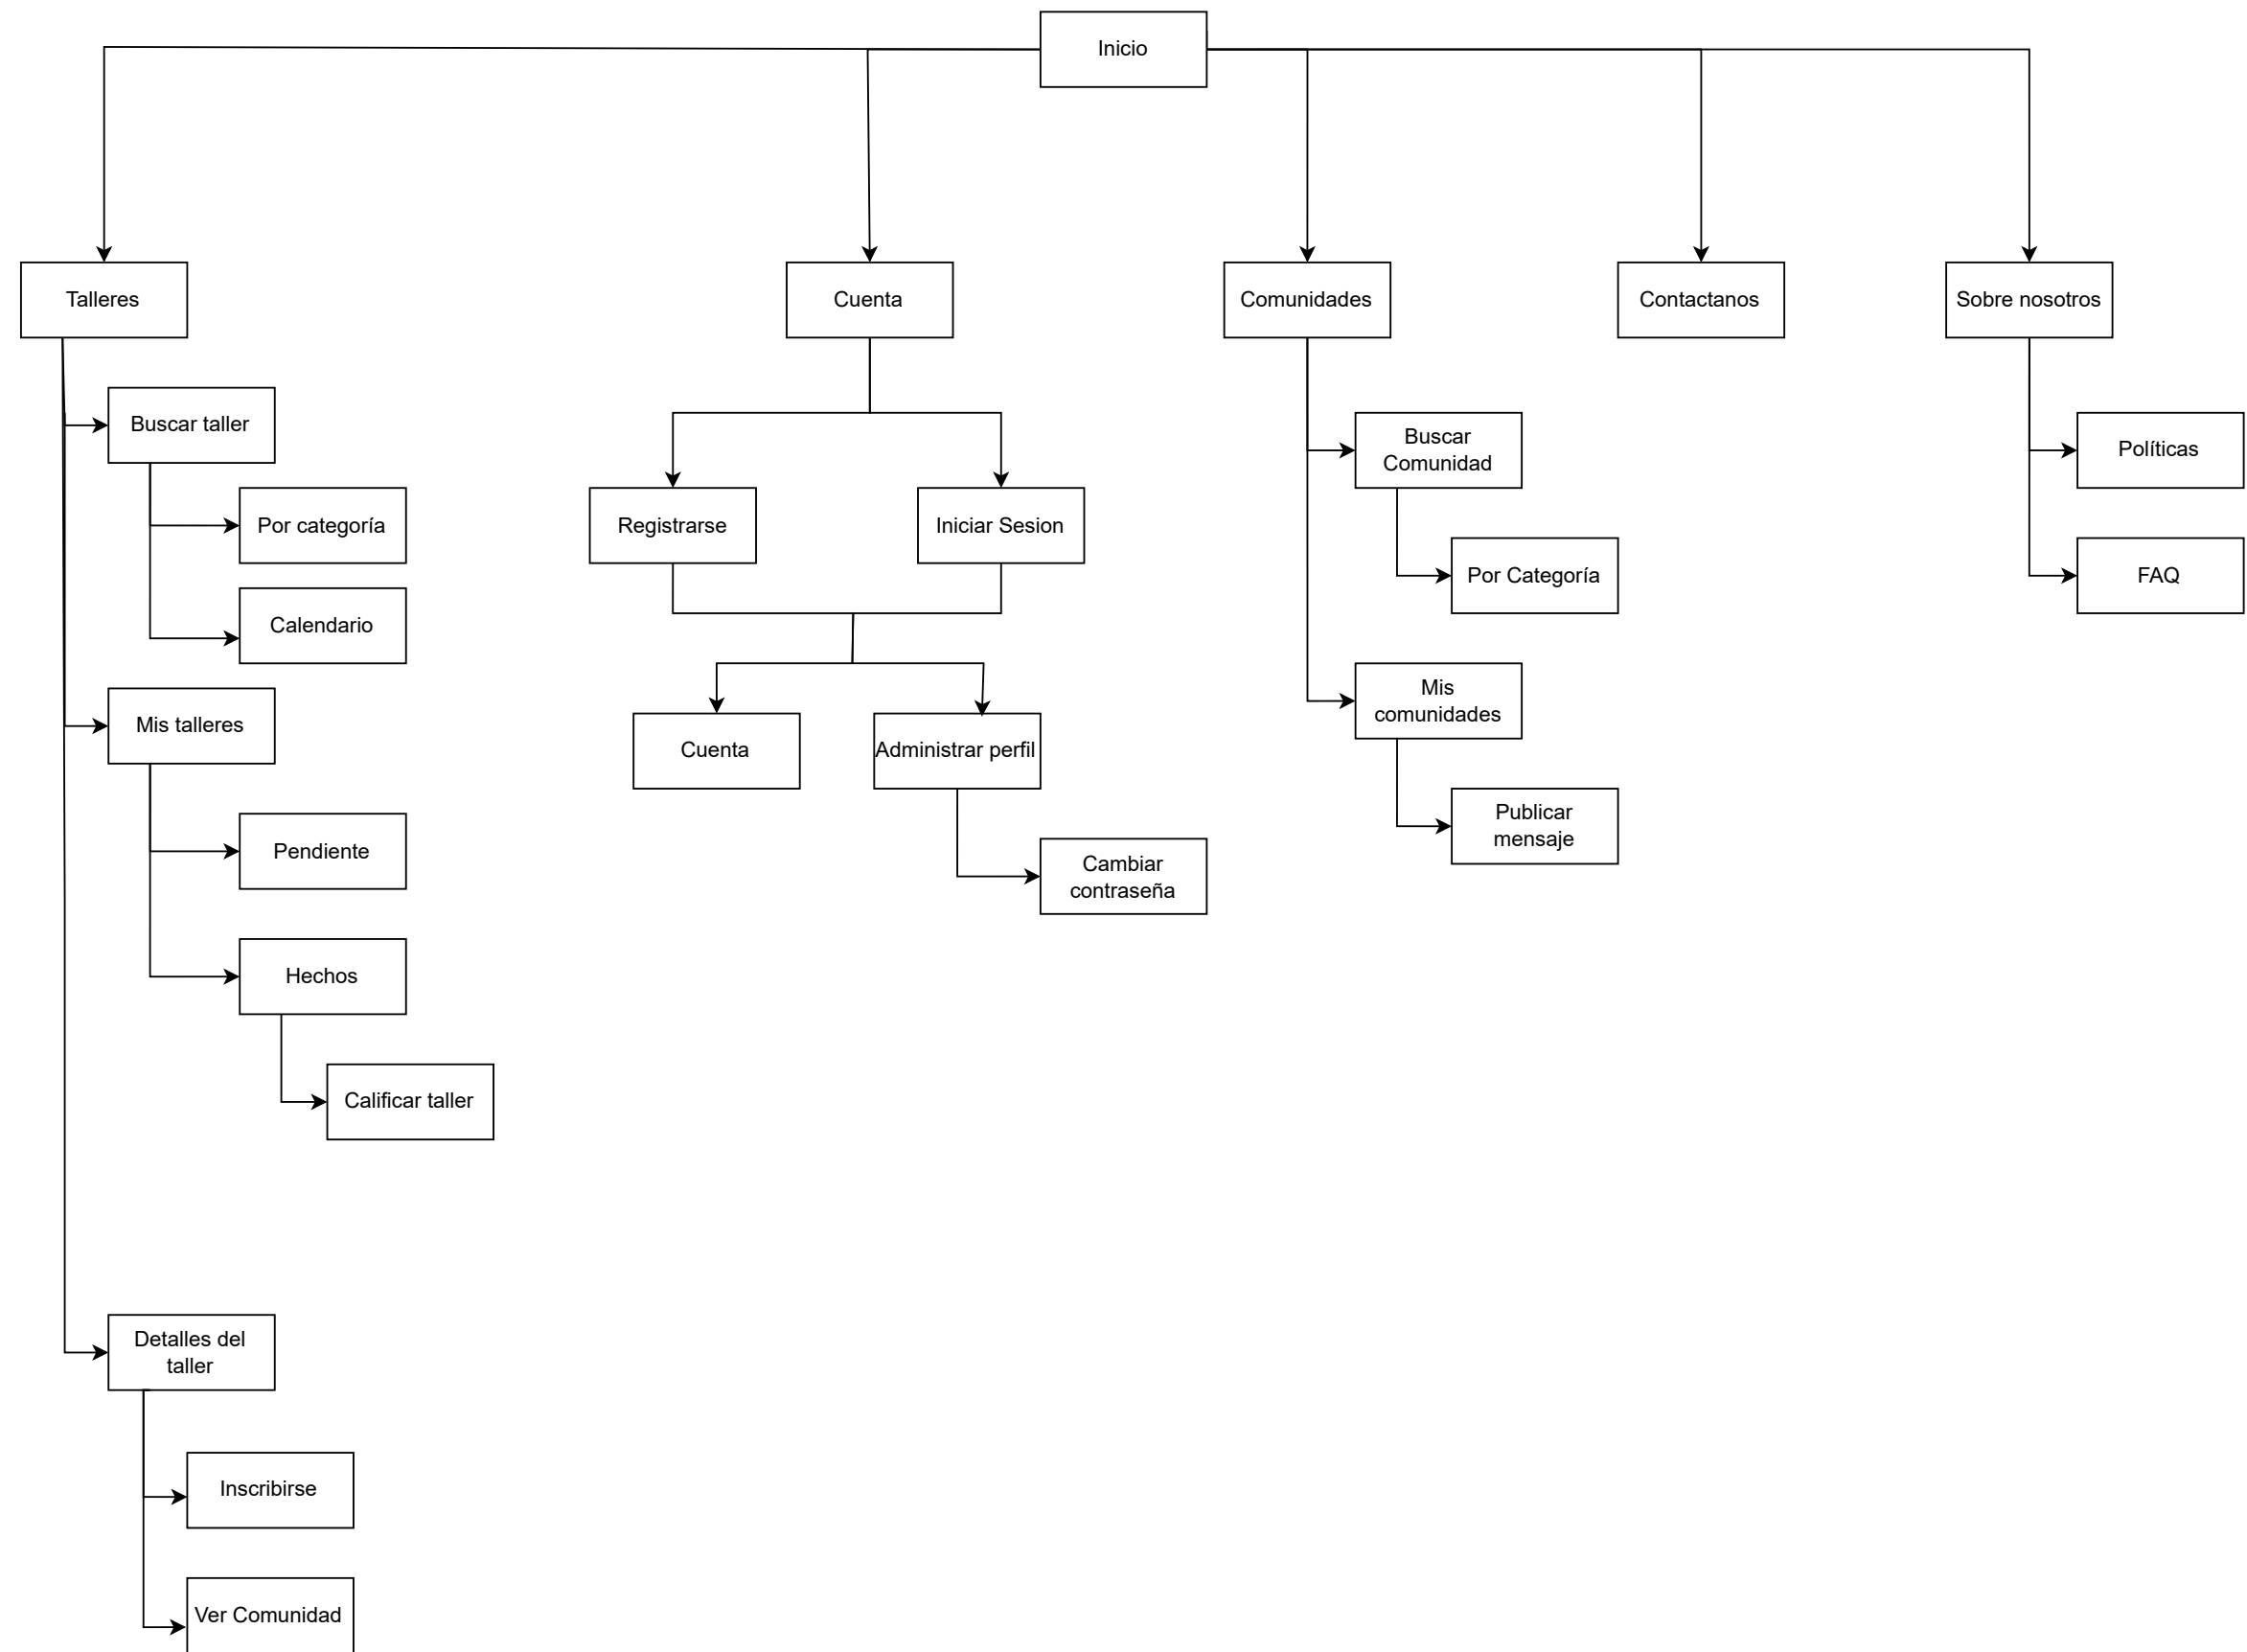 Inicio
Talleres
Cuenta
Comunidades
Contactanos
Sobre nosotros
Buscar taller
Por categoría
Calendario
Mis talleres
Pendiente
Hechos
Calificar taller
Detalles del
taller
Inscribirse
Ver Comunidad
Registrarse
Iniciar Sesion
Cuenta
Administrar perfil
Cambiar
contraseña
Buscar
Comunidad
Por Categoría
Mis
comunidades
Publicar
mensaje
Políticas
FAQ